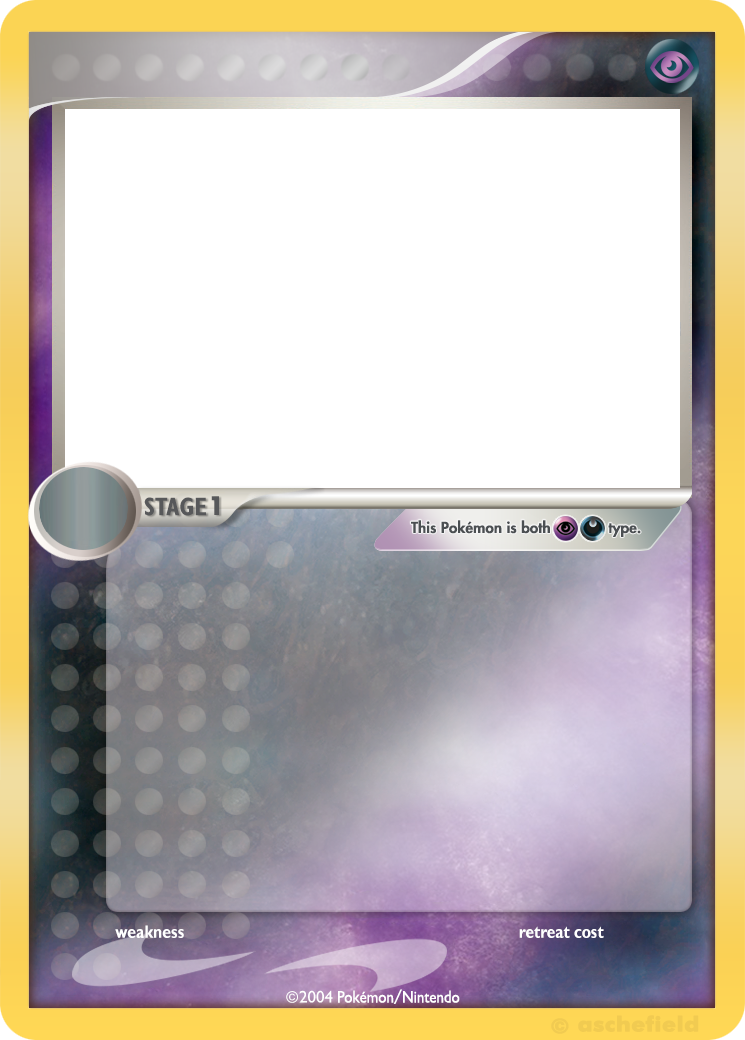 STAGE 1
This Pokémon is both type.
weakness
retreat cost
©2004 Pokémon/Nintendo
© aschefield